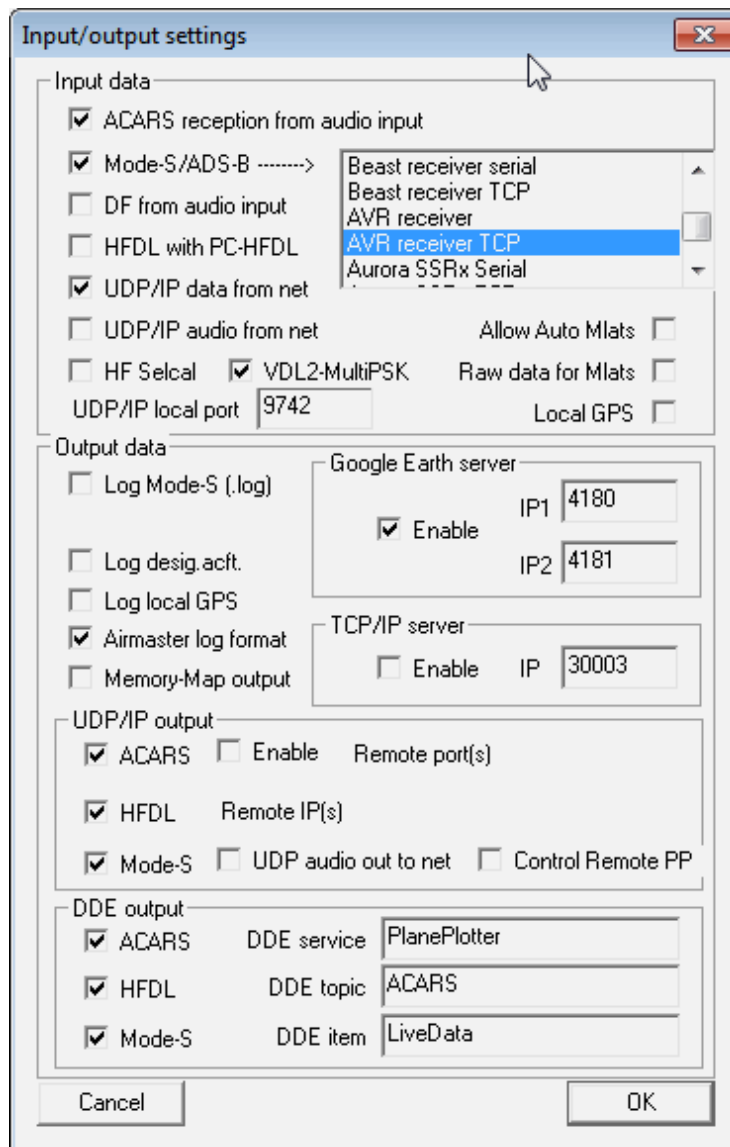 Input/output settings
Input data
ACARS reception from audio input
Mode-S/ADS-B -------->
Beast receiver serial
Beast receiver TCP
AVR receiver
AVR receiver TCP
Aurora SSRx Serial
DF from audio input
HFDL with PC-HFDL
UDP/IP data from net
UDP/IP audio from net
Allow Auto Mlats
HF Selcal
VDL2-MultiPSK
Raw data for Mlats
UDP/IP local port
9742
Local GPS
Output data
Log Mode-S (.log)
Google Earth server
Enable
IP1
4180
IP2
4181
Log desig.acft.
Log local GPS
Airmaster log format
Memory-Map output
TCP/IP server
Enable
IP
30003
UDP/IP output
ACARS
Enable
Remote port(s)
HFDL
Remote IP(s)
Mode-S
UDP audio out to net
Control Remote PP
DDE output
ACARS
DDE service
PlanePlotter
HFDL
DDE topic
ACARS
Mode-S
DDE item
LiveData
Cancel
OK